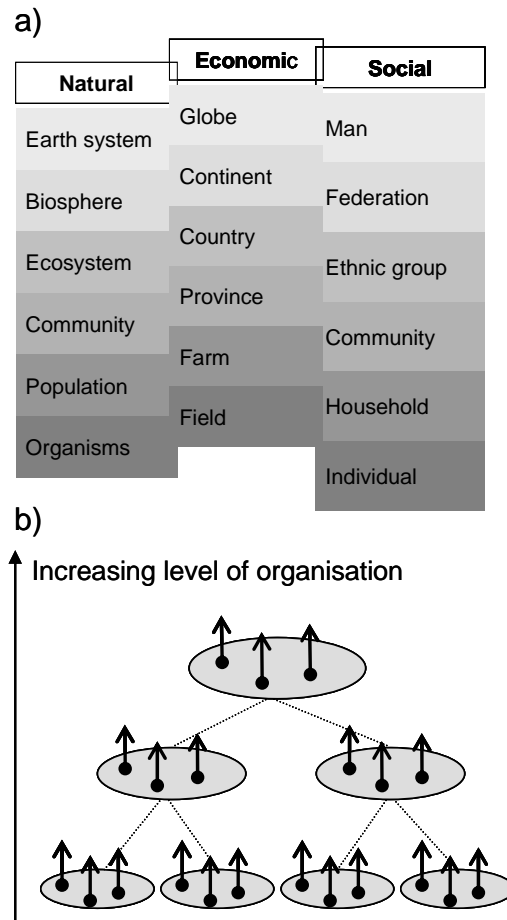 a)
Natural
Earth system
Biosphere
Ecosystem
Community
Population
Organisms
Economic
Globe
Continent
Country
Province
Farm
Field
Social
Man
Federation
Ethnic group
Community
Household
Individual
b)
Increasing level of organisation